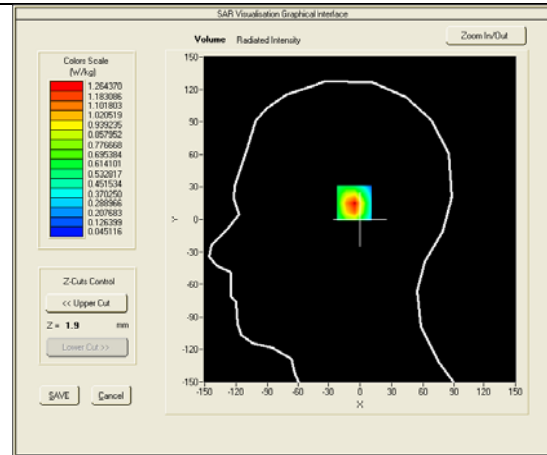 SAR Visualisation Graphical Interface
Volume Radiated Intensity
Zoom In/Out
Colors Scale
(W/kg)
1.264370
1.183086
1.101803
1.020519
0.939235
0.857952
0.776668
0.695384
0.614101
0.532817
0.451534
0.370250
0.288966
0.207683
0.126399
0.045116
Z-Cuts Control
<< Upper Cut
Z = 1.9 mm
Lower Cut >>
SAVE
Cancel
150
120
90
60
30
0
-30
-60
-90
-120
-150
Y
-150 -120 -90 -60 -30 0 30 60 90 120 150
X